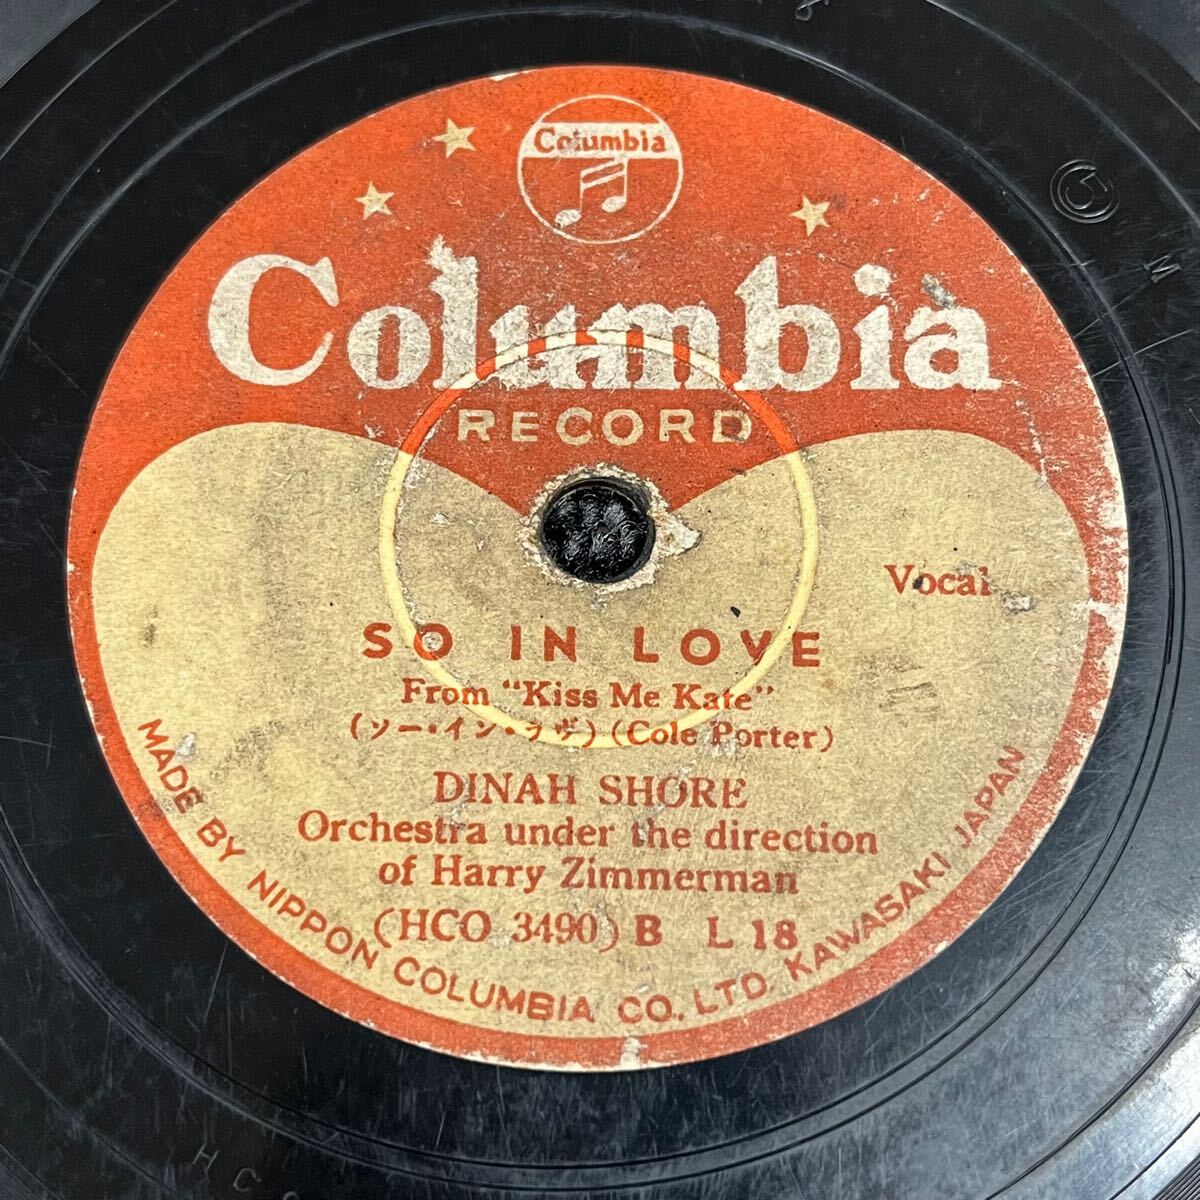 Columbia
Columbia
RECORD
Vocal
SO IN LOVE
From "Kiss Me Kate"
(ソー・イン・ラヴ) (Cole Porter)
DINAH SHORE
Orchestra under the direction
of Harry Zimmerman
(HCO 3490) B L 18
MADE BY NIPPON COLUMBIA CO., LTD. KAWASAKI JAPAN
5 M
HC